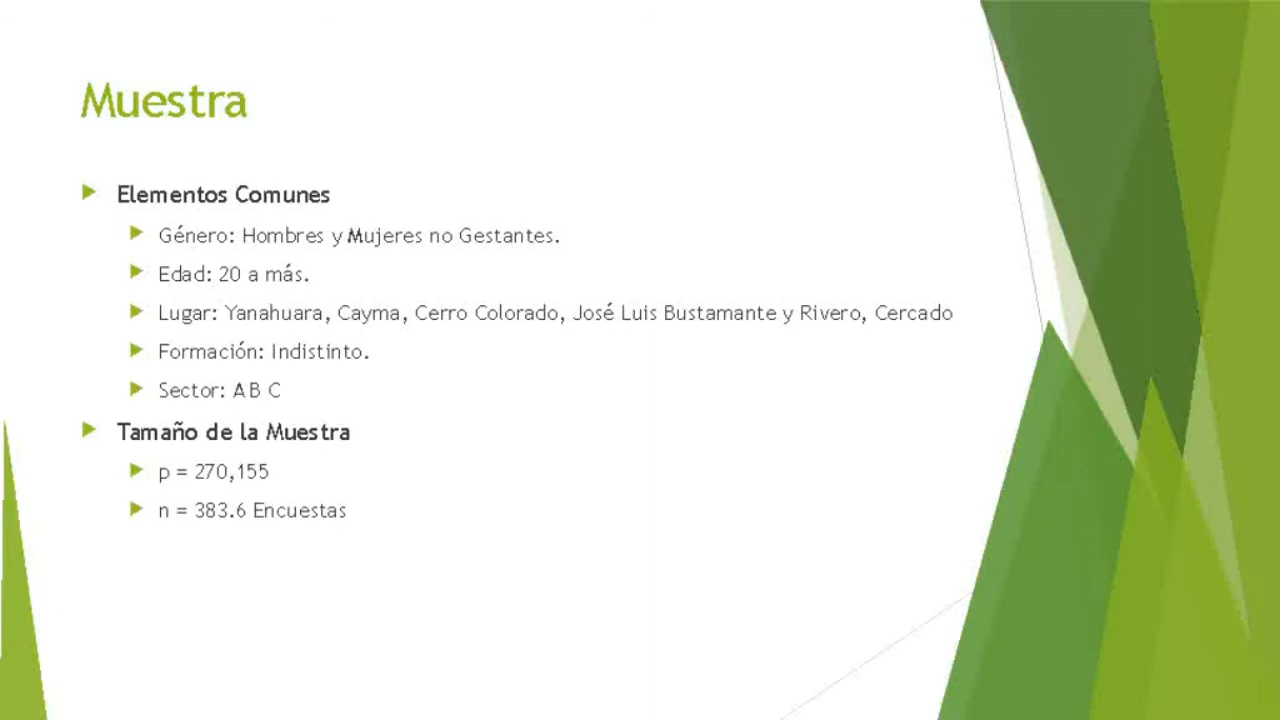 Muestra
Elementos Comunes
Género: Hombres y Mujeres no Gestantes.
Edad: 20 a más.
Lugar: Yanahuara, Cayma, Cerro Colorado, José Luis Bustamante y Rivero, Cercado
Formación: Indistinto.
Sector: A B C
Tamaño de la Muestra
p = 270,155
n = 383.6 Encuestas